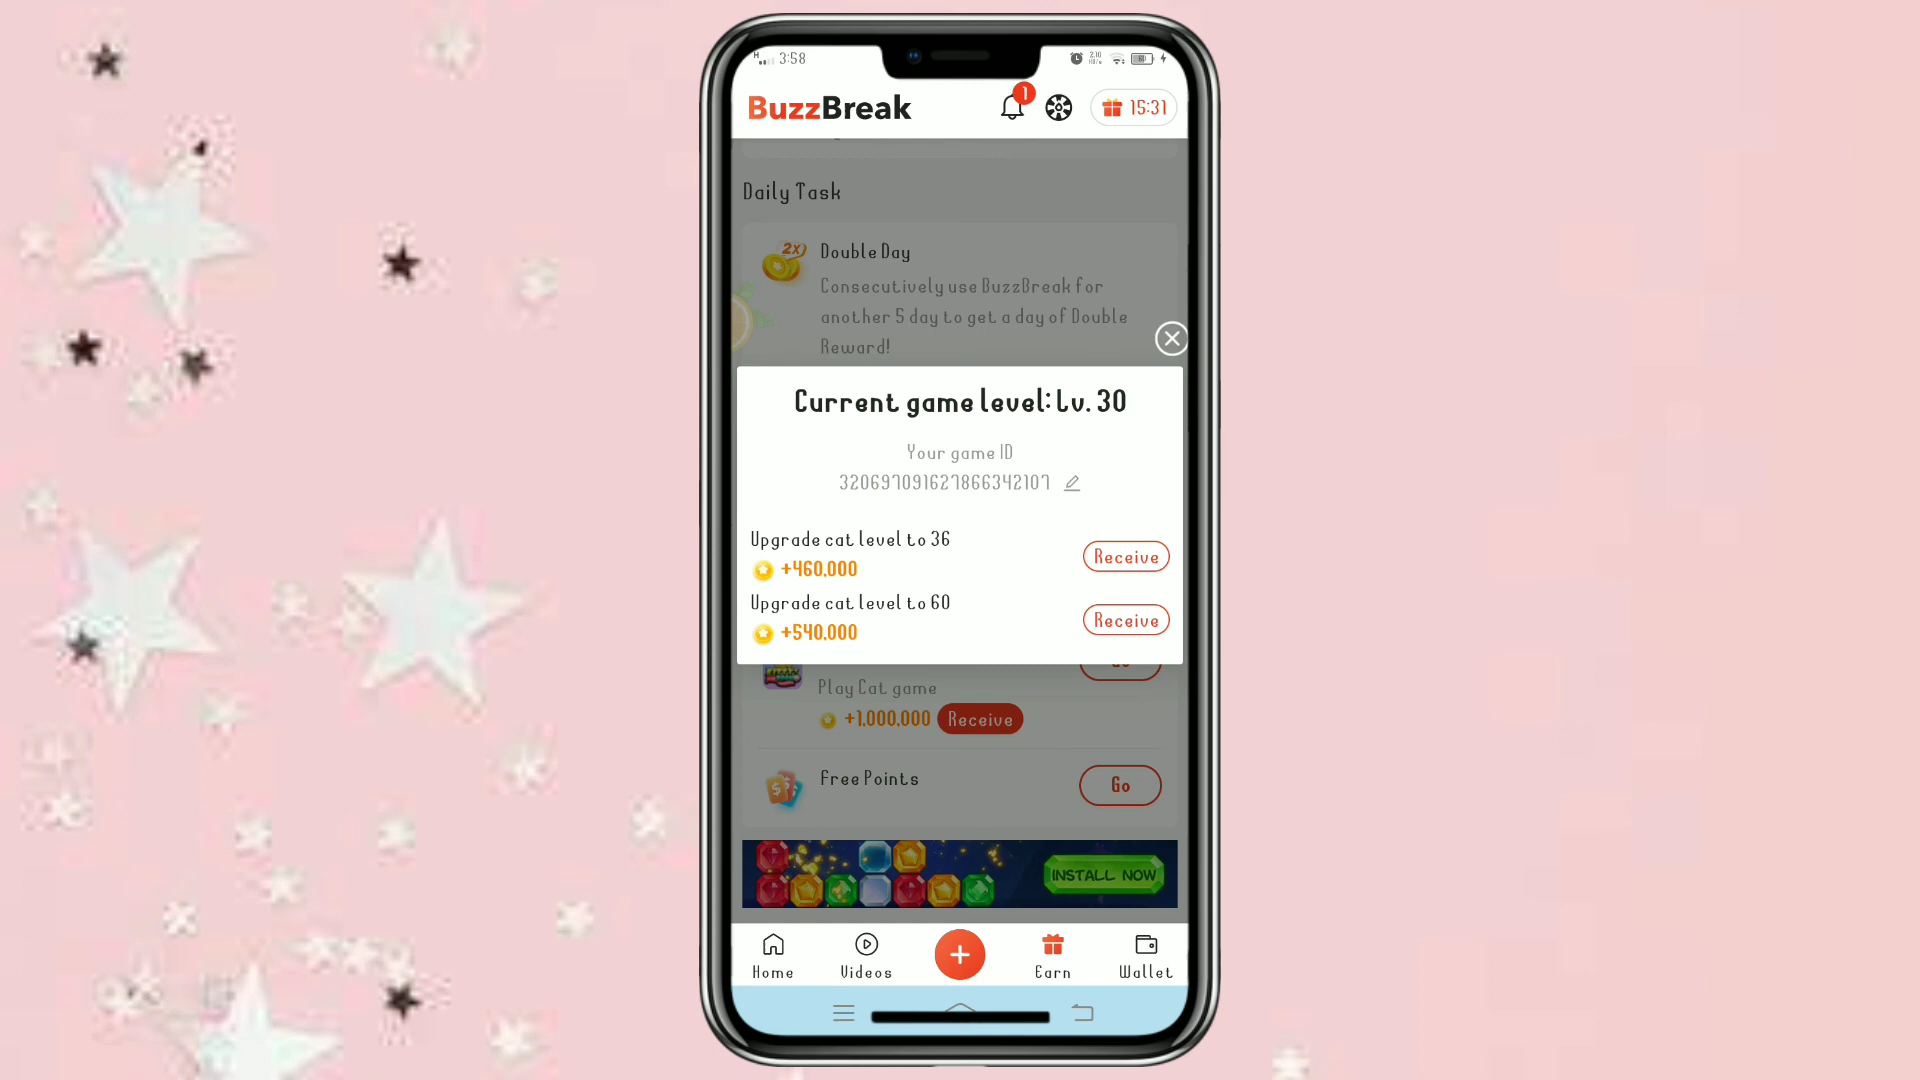 3:58
BuzzBreak
1
15:31
Daily Task
2X
Double Day
Consecutively use BuzzBreak for
another 5 day to get a day of Double
Reward!
Current game level: Lv. 30
Your game ID
320697091627866342107
Upgrade cat level to 36
+460,000
Receive
Upgrade cat level to 60
+540,000
Receive
Play Cat game
+1,000,000 Receive
Free Points
Go
INSTALL NOW
Home
Videos
Earn
Wallet